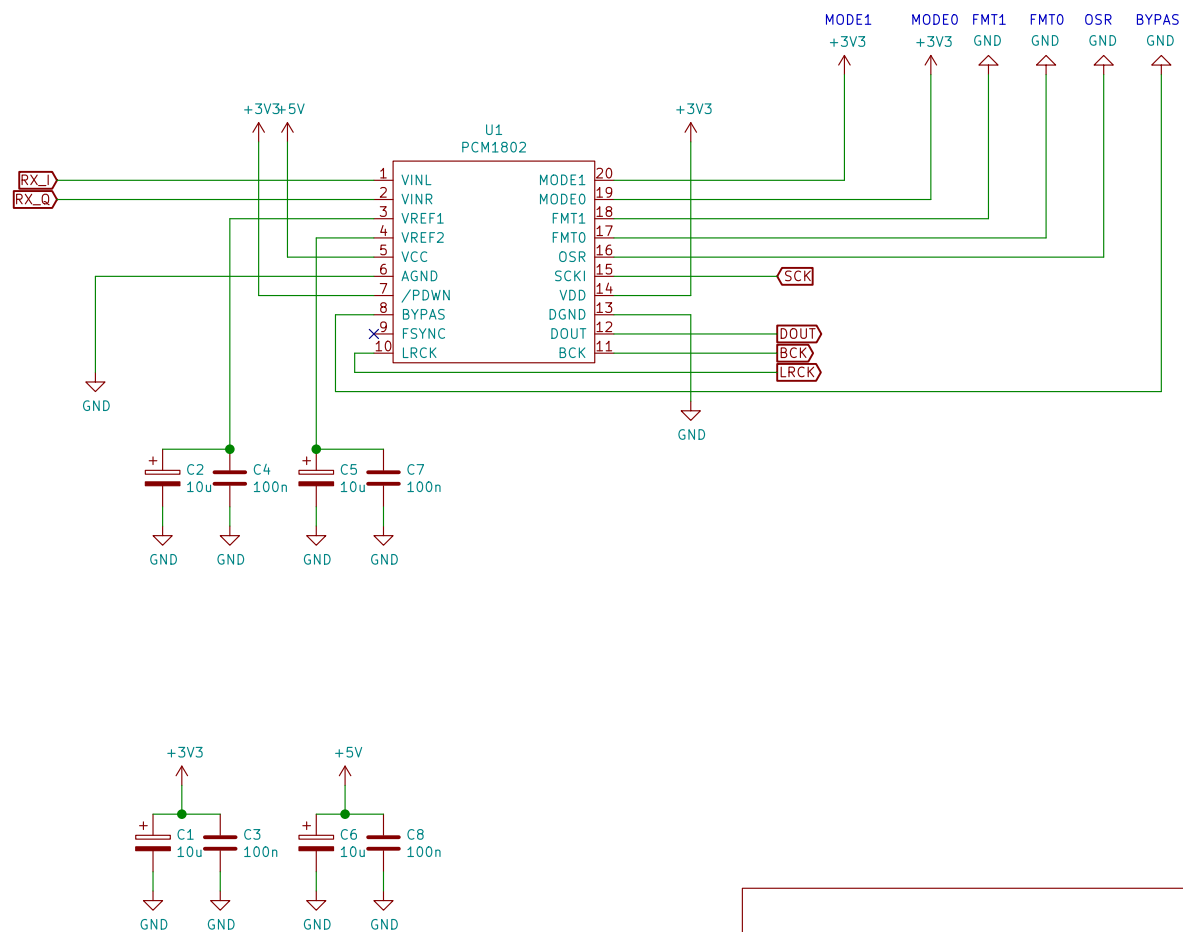 MODE1 MODE0 FMT1 FMT0 OSR BYPAS
+3V3 +3V3 GND GND GND GND
+3V3 +5V +3V3
U1
PCM1802
RX_I 1 VINL MODE1 20
RX_Q 2 VINR MODE0 19
3 VREF1 FMT1 18
4 VREF2 FMT0 17
5 VCC OSR 16
6 AGND SCKI 15 SCK
7 /PDWN VDD 14
8 BYPAS DGND 13
9 FSYNC DOUT 12 DOUT
10 LRCK BCK 11 BCK
LRCK
GND
GND
+ C2 C4 + C5 C7
10u 100n 10u 100n
GND GND GND GND
+3V3 +5V
+ C1 C3 + C6 C8
10u 100n 10u 100n
GND GND GND GND